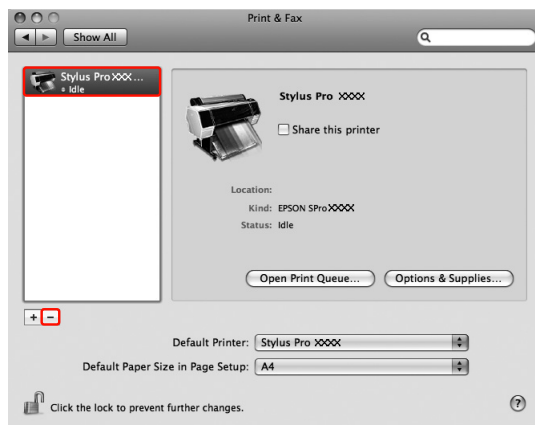 Print & Fax
Show All
Stylus Pro XXX...
Idle
Stylus Pro XXXX
Share this printer
Location:
Kind: EPSON SPro XXXX
Status: Idle
Open Print Queue... Options & Supplies...
+ −
Default Printer: Stylus Pro XXXX
Default Paper Size in Page Setup: A4
Click the lock to prevent further changes. ?